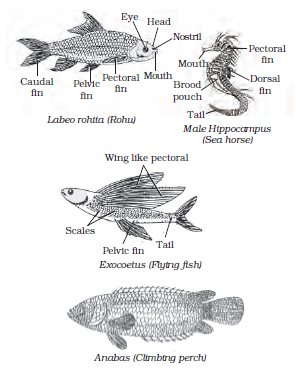 Eye
Head
Nostril
Mouth
Pectoral fin
Pelvic fin
Caudal fin
Labeo rohita (Rohu)
Mouth
Pectoral fin
Dorsal fin
Brood pouch
Tail
Male Hippocampus
(Sea horse)
Wing like pectoral
Scales
Pelvic fin
Tail
Exocoetus (Flying fish)
Anabas (Climbing perch)